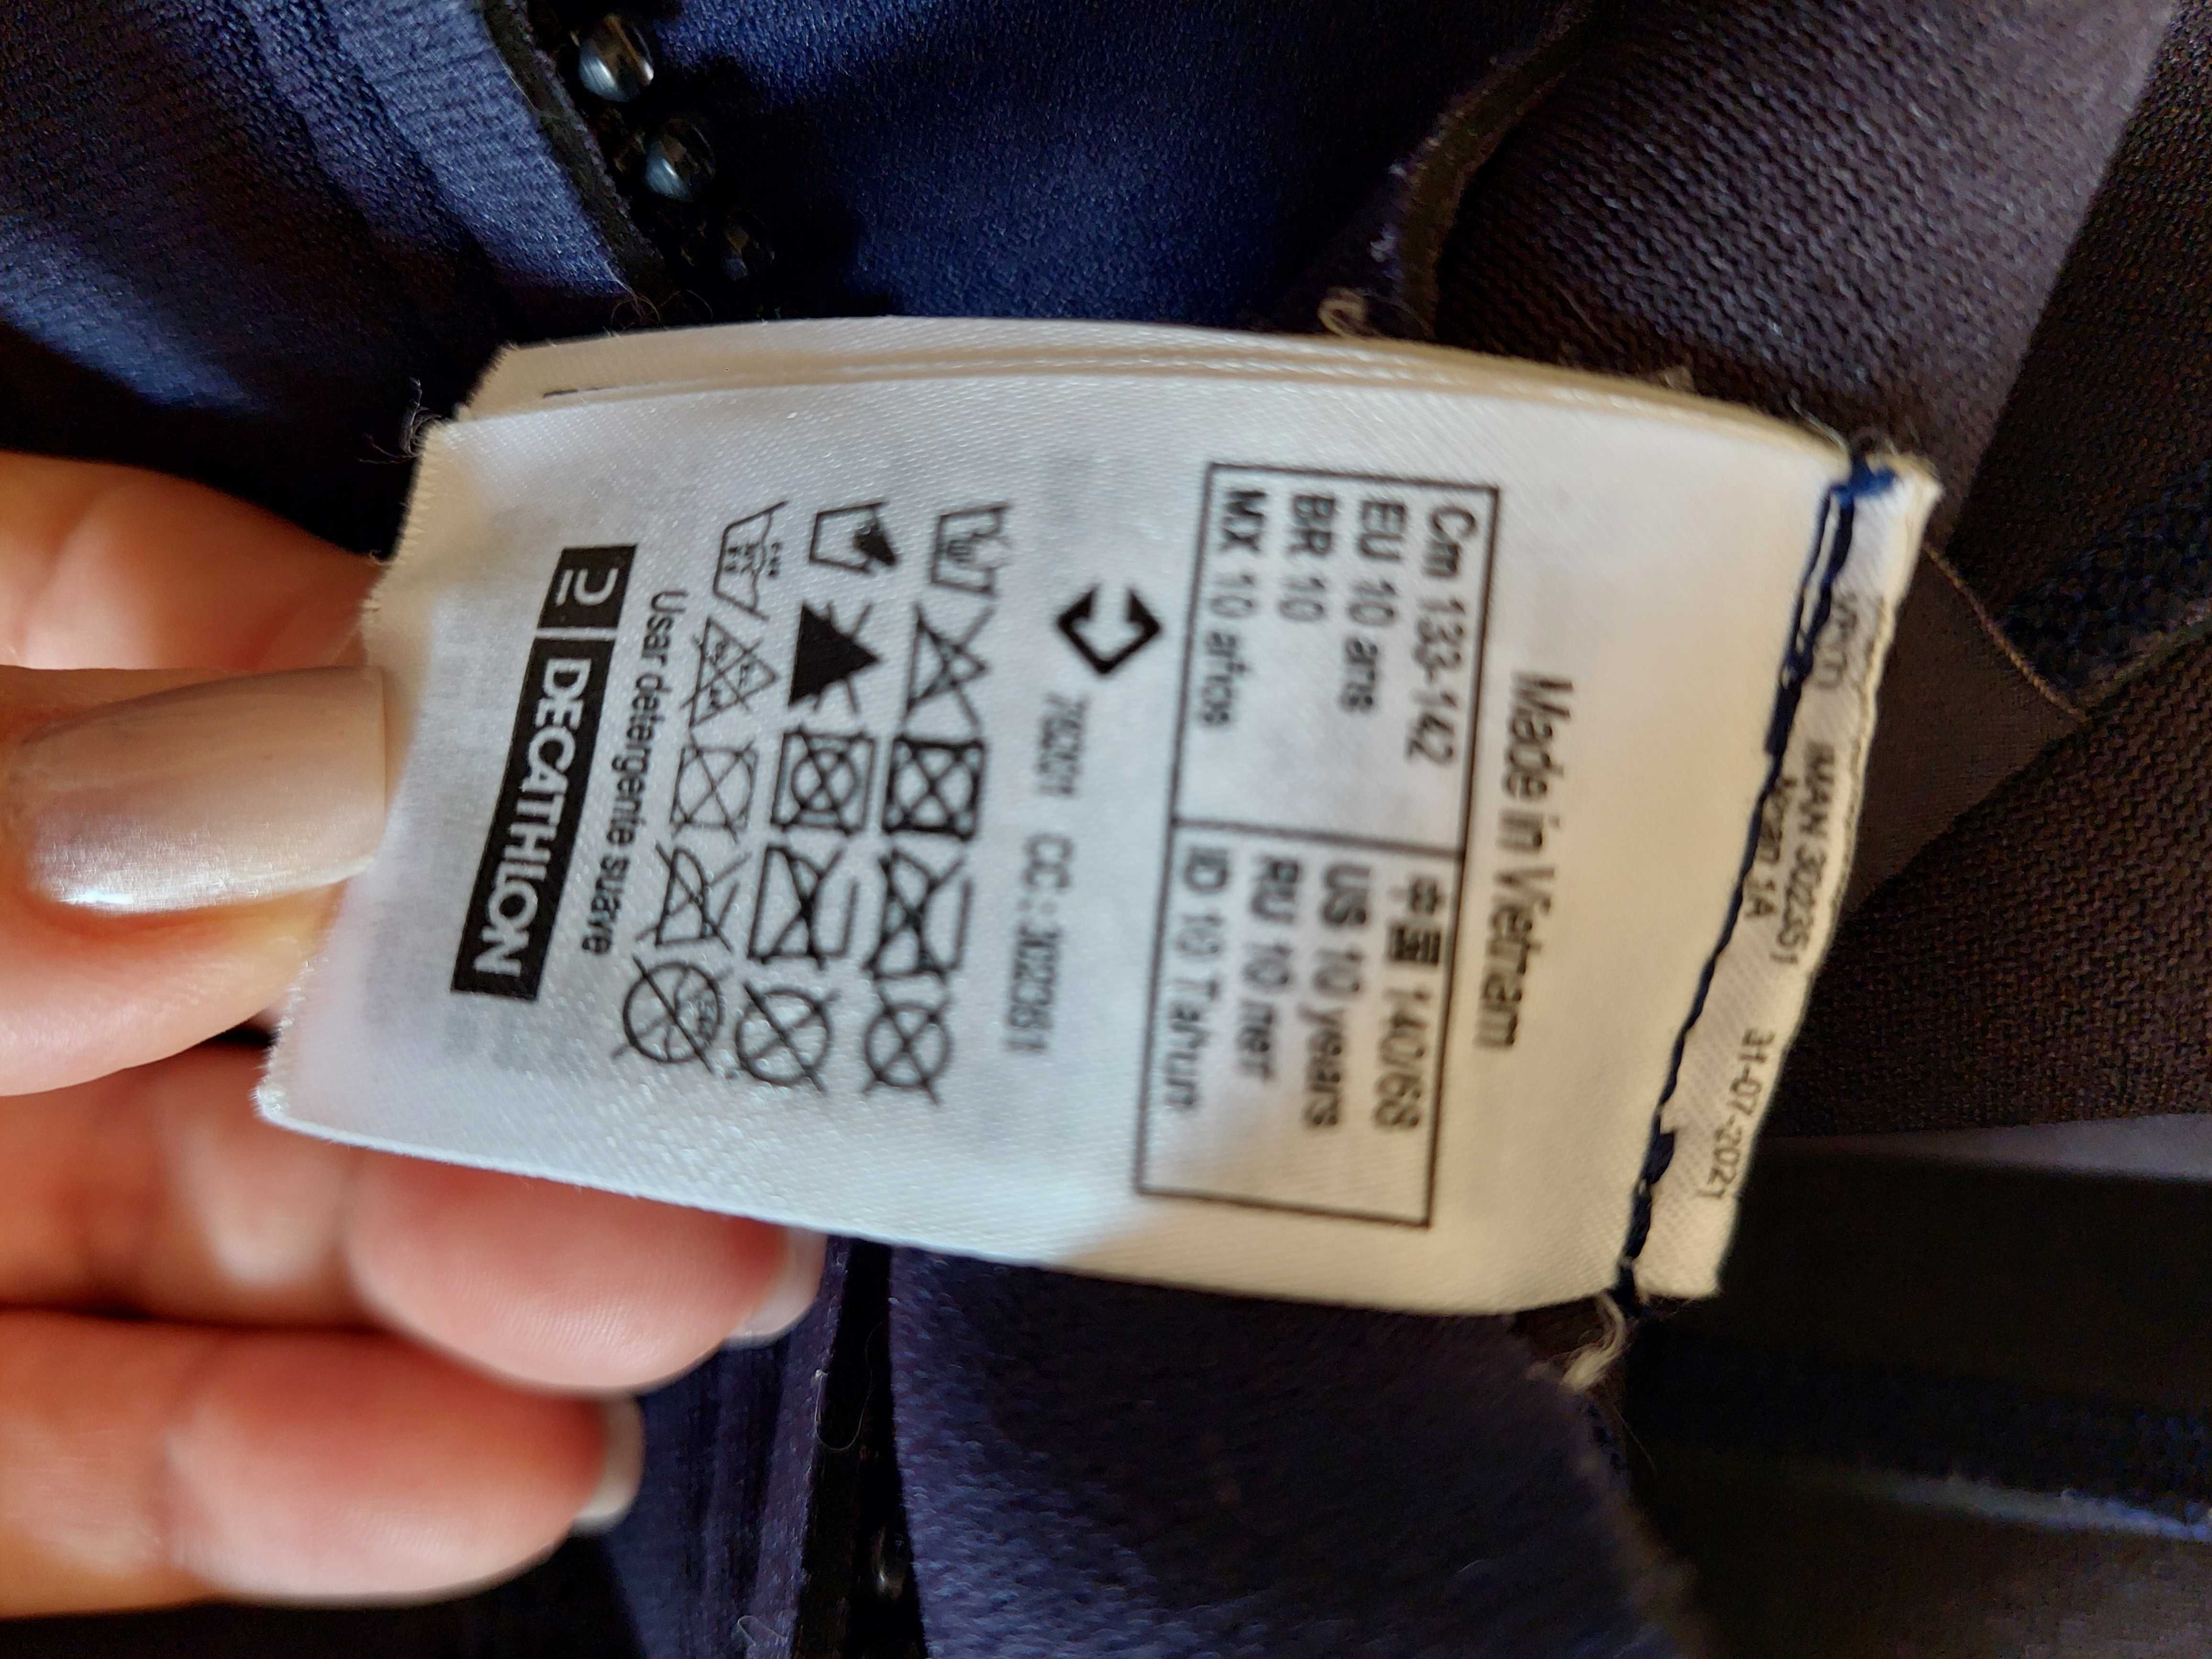 MAN 3022351
31-07-2021
Made in Vietnam
Cm 133-142
EU 10 ans
BR 10
MX 10 años
中国 140/68
US 10 years
RU 10 лет
ID 10 Tahun
CC: 3022351
Usar detergente suave
DECATHLON